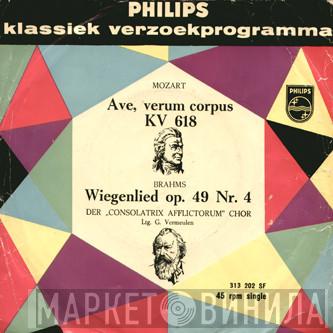 PHILIPS
klassiek verzoekprogramma
MOZART
Ave, verum corpus
KV 618
PHILIPS
BRAHMS
Wiegenlied op. 49 Nr. 4
DER „CONSOLATRIX AFFLICTORUM” CHOR
Ltg. G. Vermeulen
313 202 SF
45 rpm single
МАРКЕТ ВИНИЛА